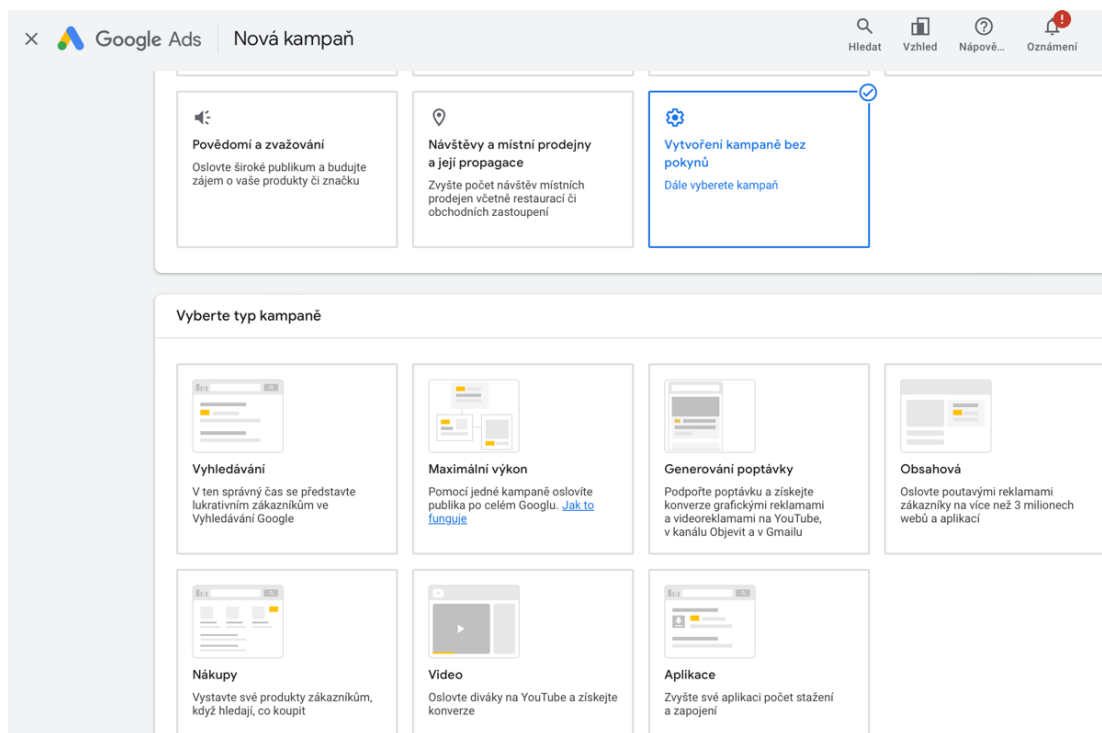 Google Ads
Nová kampaň
Hledat
Vzhled
Nápově...
Oznámení
Povědomí a zvažování
Oslovte široké publikum a budujte
zájem o vaše produkty či značku
Návštěvy a místní prodejny
a její propagace
Zvyšte počet návštěv místních
prodejen včetně restaurací či
obchodních zastoupení
Vytvoření kampaně bez
pokynů
Dále vyberete kampaň
Vyberte typ kampaně
Vyhledávání
V ten správný čas se představte
lukrativním zákazníkům ve
Vyhledávání Google
Maximální výkon
Pomocí jedné kampaně oslovíte
publika po celém Googlu. Jak to
funguje
Generování poptávky
Podpořte poptávku a získejte
konverze grafickými reklamami
a videoreklamami na YouTube,
v kanálu Objevit a v Gmailu
Obsahová
Oslovte poutavými reklamami
zákazníky na více než 3 milionech
webů a aplikací
Nákupy
Vystavte své produkty zákazníkům,
když hledají, co koupit
Video
Oslovte diváky na YouTube a získejte
konverze
Aplikace
Zvyšte své aplikaci počet stažení
a zapojení